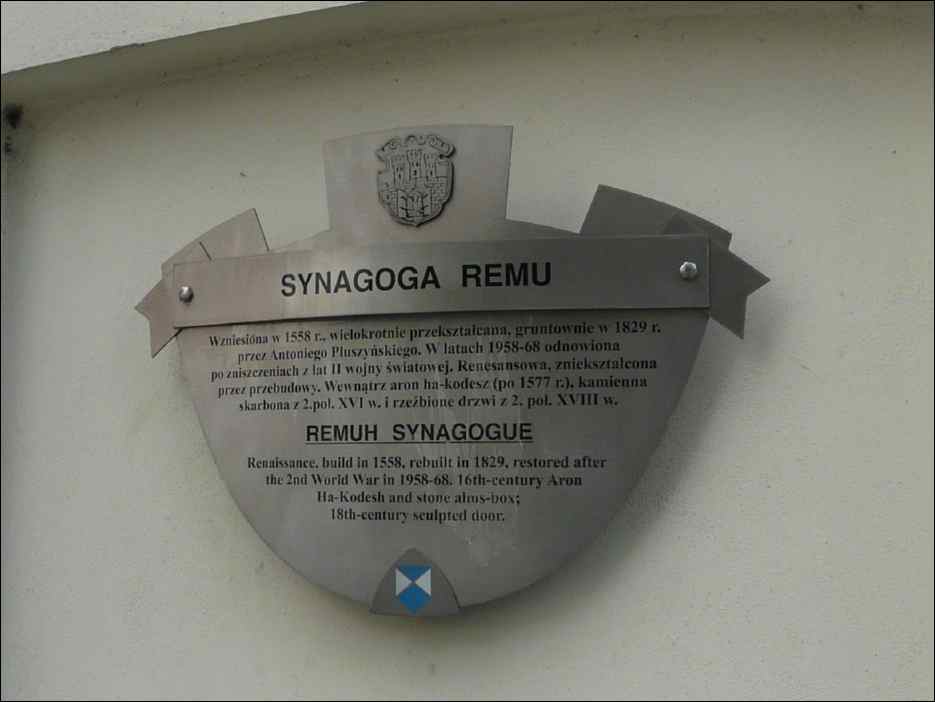 SYNAGOGA REMU
Wzniesióna w 1558 r., wielokrotnie przekształcana, gruntownie w 1829 r.
przez Antoniego Pluszyńskiego. W latach 1958-68 odnowiona
po zniszczeniach z lat II wojny światowej. Renesansowa, zniekształcona
przez przebudowy. Wewnątrz aron ha-kodesz (po 1577 r.), kamienna
skarbona z 2.poł. XVI w. i rzeźbione drzwi z 2. poł. XVIII w.
REMUH SYNAGOGUE
Renaissance, build in 1558, rebuilt in 1829, restored after
the 2nd World War in 1958-68. 16th-century Aron
Ha-Kodesh and stone alms-box;
18th-century sculpted door.